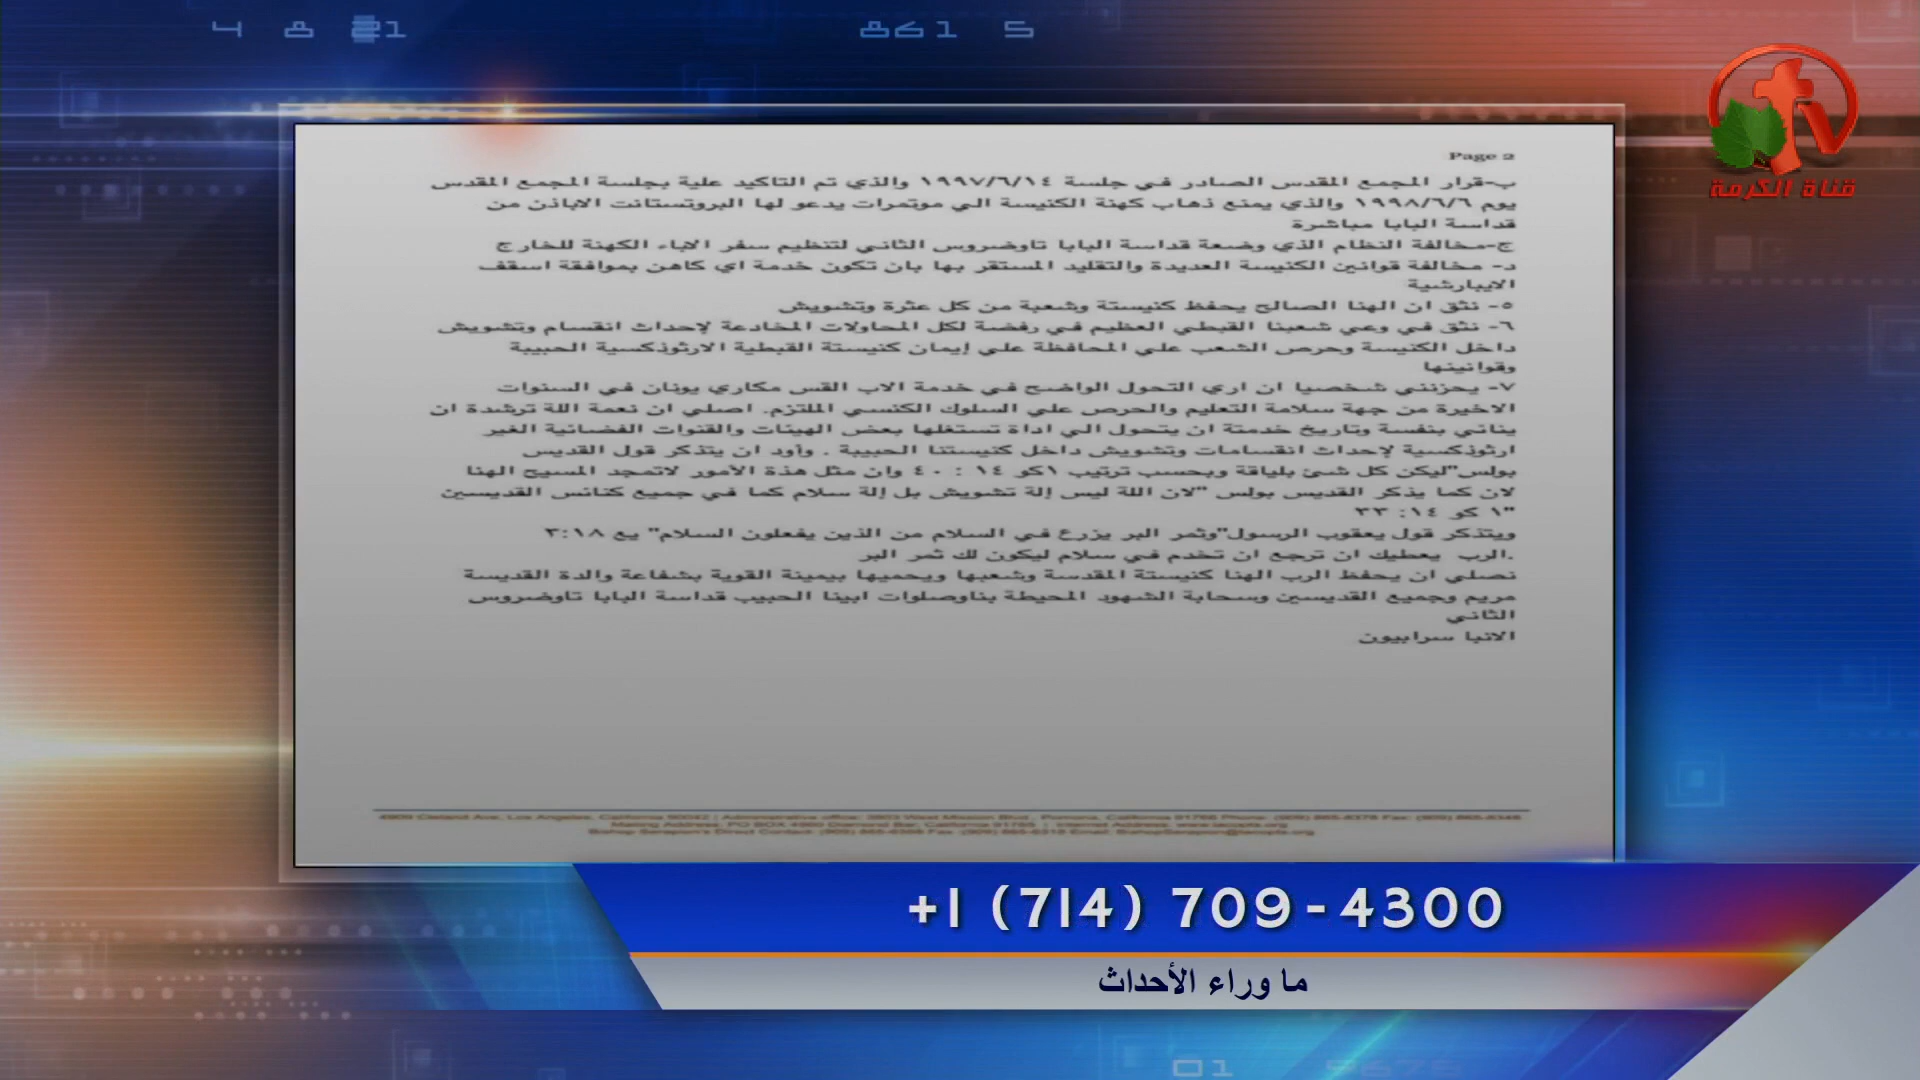 Page 2
ب-قرار المجمع المقدس الصادر في جلسة ١٩٩٧/٦/١٤ والذي تم التاكيد علية بجلسة المجمع المقدس
يوم ١٩٩٨/٦/٦ والذي يمنع ذهاب كهنة الكنيسة الي موتمرات يدعو لها البروتستانت الاباذن من
قداسة البابا مباشرة
ج-مخالفة النظام الذي وضعة قداسة البابا تاوضروس الثاني لتنظيم سفر الاباء الكهنة للخارج
د- مخالفة قوانين الكنيسة العديدة والتقليد المستقر بها بان تكون خدمة اي كاهن بموافقة اسقف
الايبارشية
٥- نثق ان الهنا الصالح يحفظ كنيستة وشعبة من كل عثرة وتشويش
٦- نثق في وعي شعبنا القبطي العظيم في رفضة لكل المحاولات المخادعة لإحداث انقسام وتشويش
داخل الكنيسة وحرص الشعب علي المحافظة علي إيمان كنيستة القبطية الارثوذكسية الحبيبة
وقوانينها
٧- يحزنني شخصيا ان اري التحول الواضح في خدمة الاب القس مكاري يونان في السنوات
الاخيرة من جهة سلامة التعليم والحرص علي السلوك الكنسي الملتزم. اصلي ان نعمة اللة ترشدة ان
يناني بنفسة وتاريخ خدمتة ان يتحول الي اداة تستغلها بعض الهيئات والقنوات الفضائية الغير
ارثوذكسية لإحداث انقسامات وتشويش داخل كنيستنا الحبيبة . وأود ان يتذكر قول القديس
بولس"ليكن كل شئ بلياقة وبحسب ترتيب ١كو ١٤ : ٤٠ وان مثل هذة الأمور لاتمجد المسيح الهنا
لان كما يذكر القديس بولس "لان اللة ليس إلة تشويش بل إلة سلام كما في جميع كنائس القديسين
"١ كو ١٤: ٣٣
ويتذكر قول يعقوب الرسول"وثمر البر يزرع في السلام من الذين يفعلون السلام" يع ٣:١٨
.الرب يعطيك ان ترجع ان تخدم في سلام ليكون لك ثمر البر
نصلي ان يحفظ الرب الهنا كنيستة المقدسة وشعبها ويحميها بيمينة القوية بشفاعة والدة القديسة
مريم وجميع القديسين وسحابة الشهود المحيطة بناوصلوات ابينا الحبيب قداسة البابا تاوضروس
الثاني
الانبا سرابيون
قناة الكرمة
+1 (714) 709-4300
ما وراء الأحداث